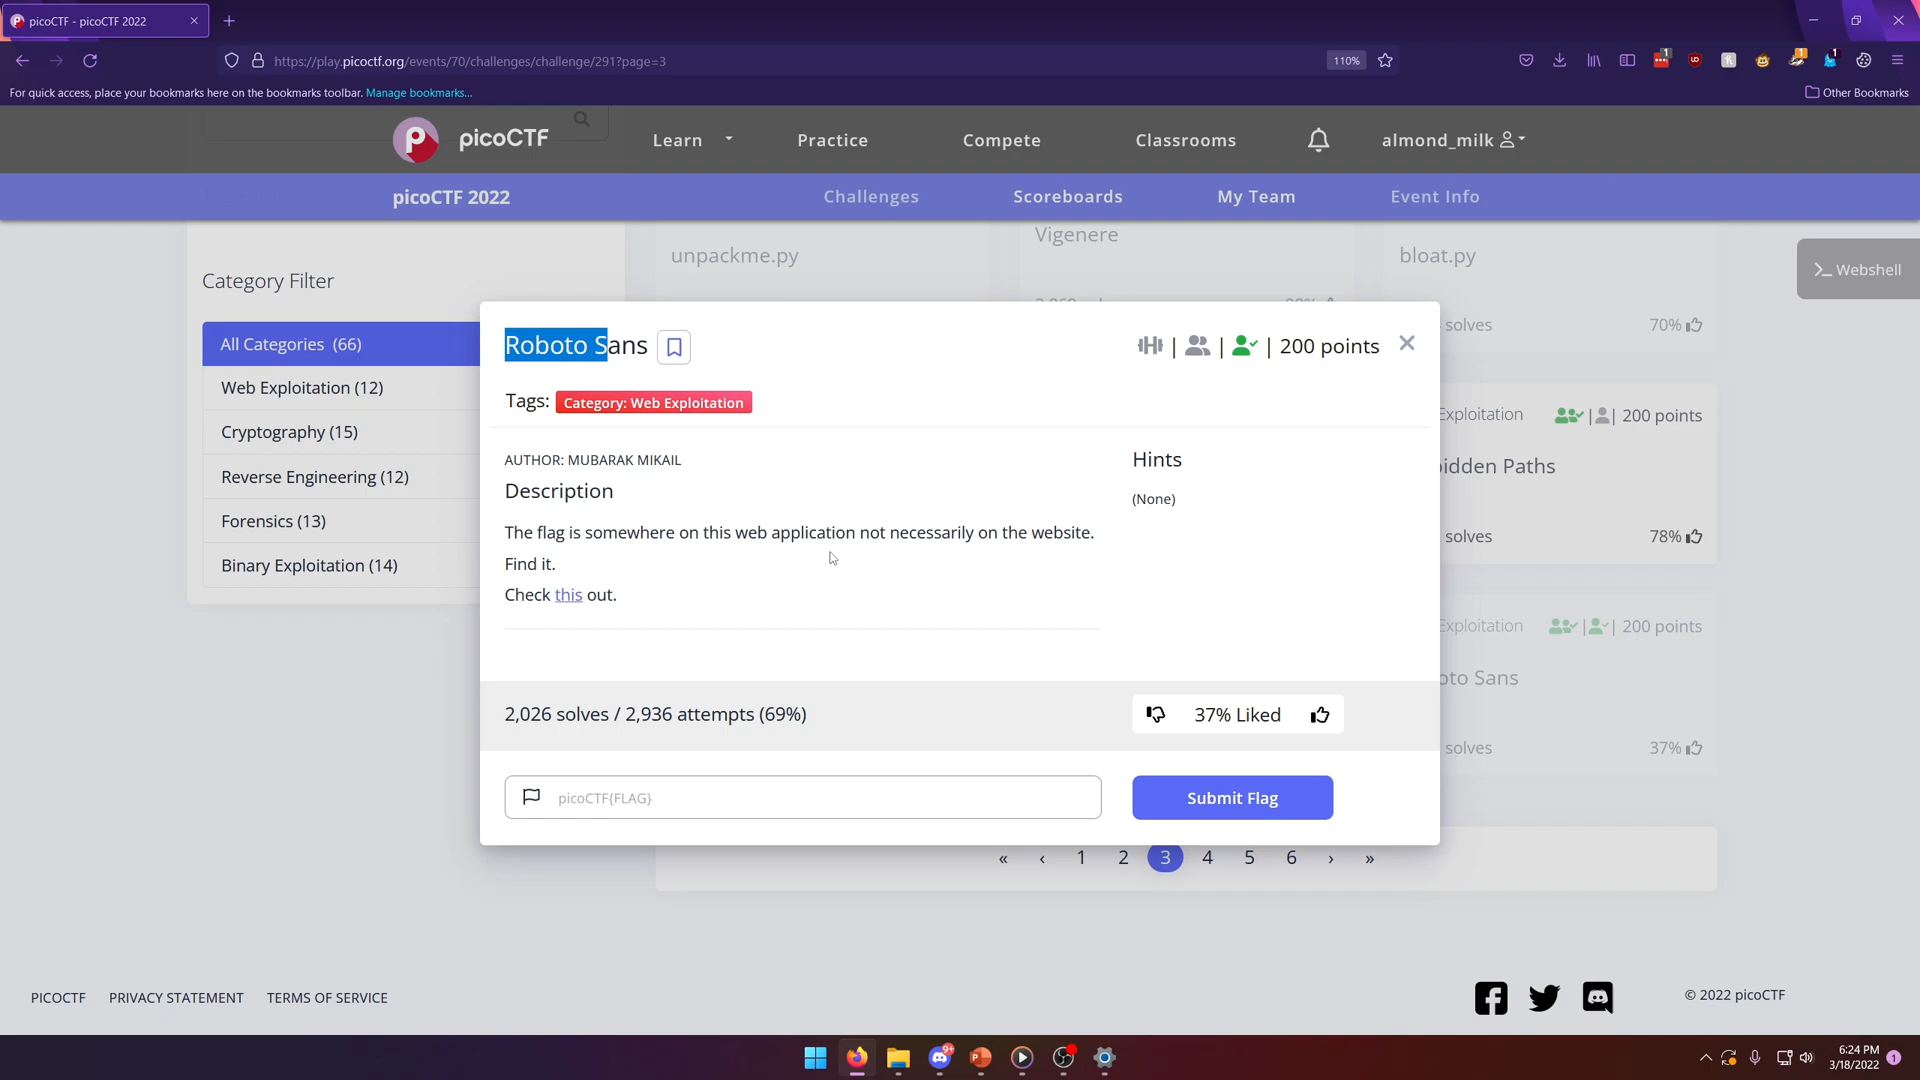 picoCTF - picoCTF 2022
https://play.picoctf.org/events/70/challenges/challenge/291?page=3
110%
1
1
1
For quick access, place your bookmarks here on the bookmarks toolbar. Manage bookmarks...
Other Bookmarks
picoCTF
Learn
Practice
Compete
Classrooms
almond_milk
picoCTF 2022
Challenges
Scoreboards
My Team
Event Info
unpackme.py
Vigenere
bloat.py
Webshell
Category Filter
All Categories (66)
Web Exploitation (12)
Cryptography (15)
Reverse Engineering (12)
Forensics (13)
Binary Exploitation (14)
solves
70%
Exploitation
200 points
idden Paths
solves
78%
Exploitation
200 points
oto Sans
solves
37%
Roboto Sans
| | | 200 points
Tags: Category: Web Exploitation
AUTHOR: MUBARAK MIKAIL
Description
The flag is somewhere on this web application not necessarily on the website.
Find it.
Check this out.
Hints
(None)
2,026 solves / 2,936 attempts (69%)
37% Liked
picoCTF{FLAG}
Submit Flag
« ‹ 1 2 3 4 5 6 › »
PICOCTF
PRIVACY STATEMENT
TERMS OF SERVICE
© 2022 picoCTF
9+
6:24 PM
3/18/2022
1